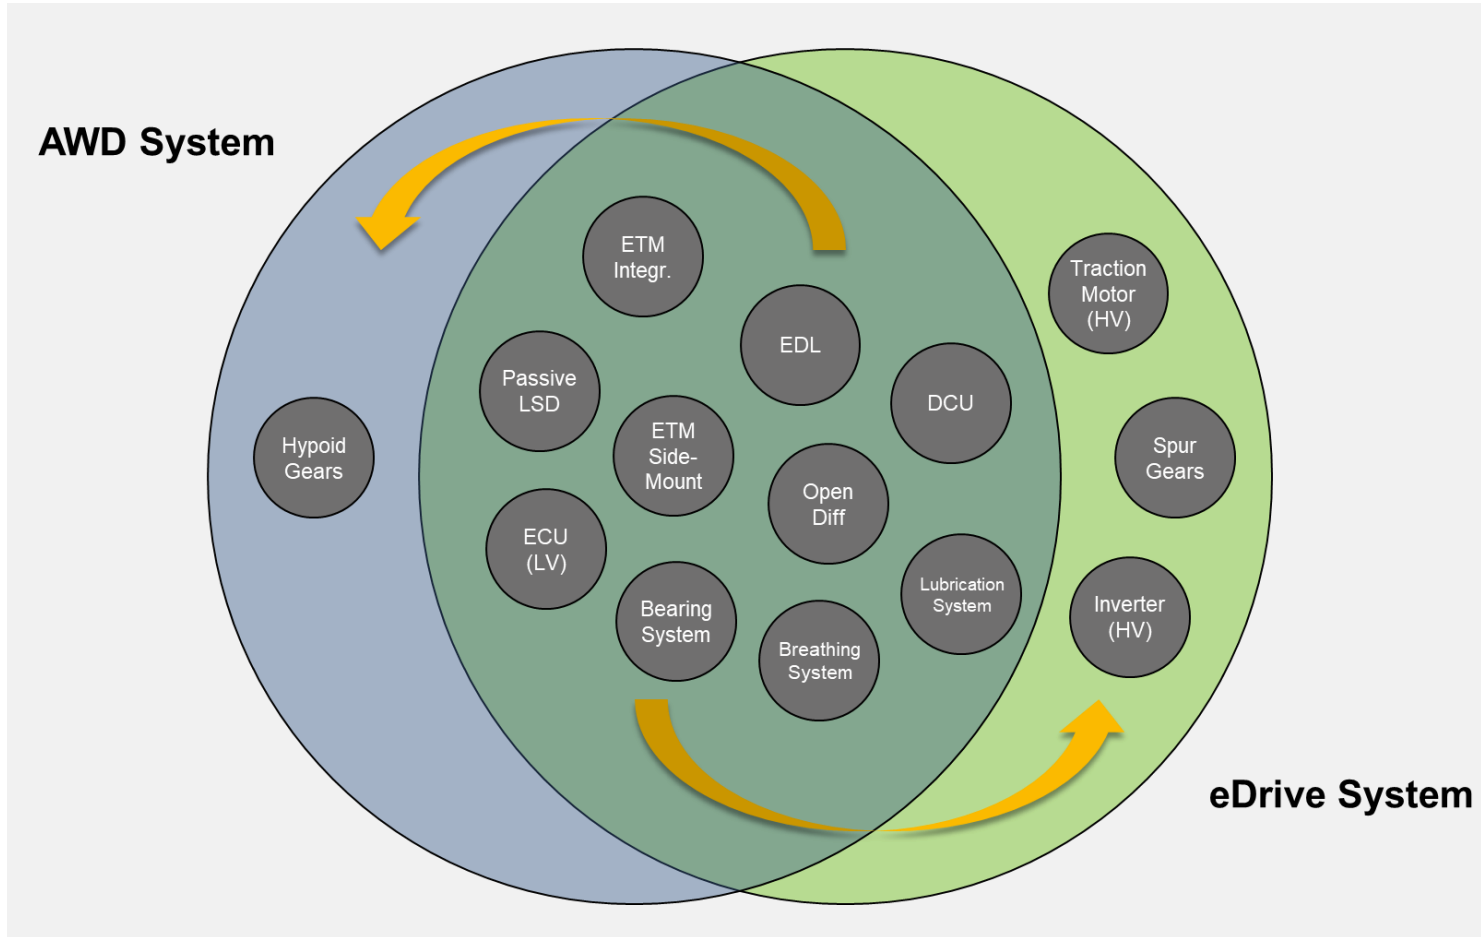 AWD System
ETM
Integr.
Traction
Motor
(HV)
EDL
Passive
LSD
DCU
Hypoid
Gears
ETM
Side-
Mount
Spur
Gears
Open
Diff
ECU
(LV)
Lubrication
System
Inverter
(HV)
Bearing
System
Breathing
System
eDrive System